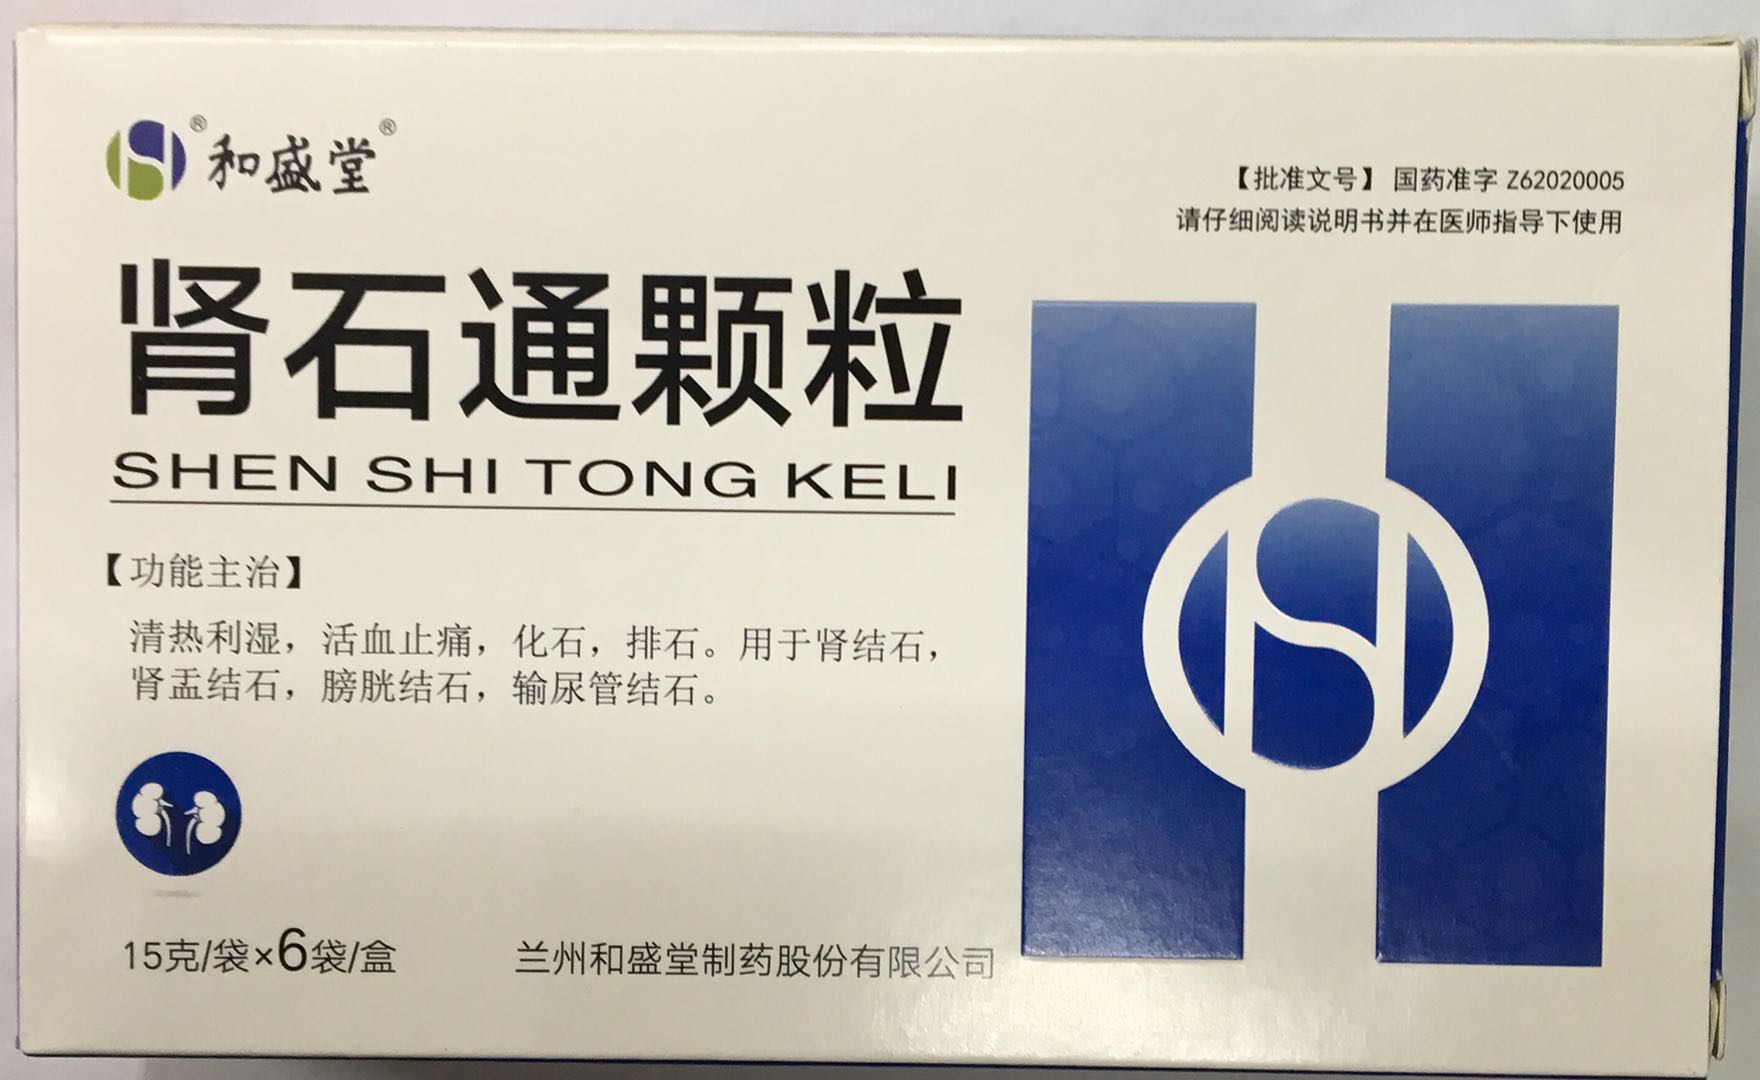 和盛堂
【批准文号】 国药准字 Z62020005
请仔细阅读说明书并在医师指导下使用
肾石通颗粒
SHEN SHI TONG KELI
【功能主治】
清热利湿，活血止痛，化石，排石。用于肾结石，
肾盂结石，膀胱结石，输尿管结石。
15克/袋×6袋/盒
兰州和盛堂制药股份有限公司